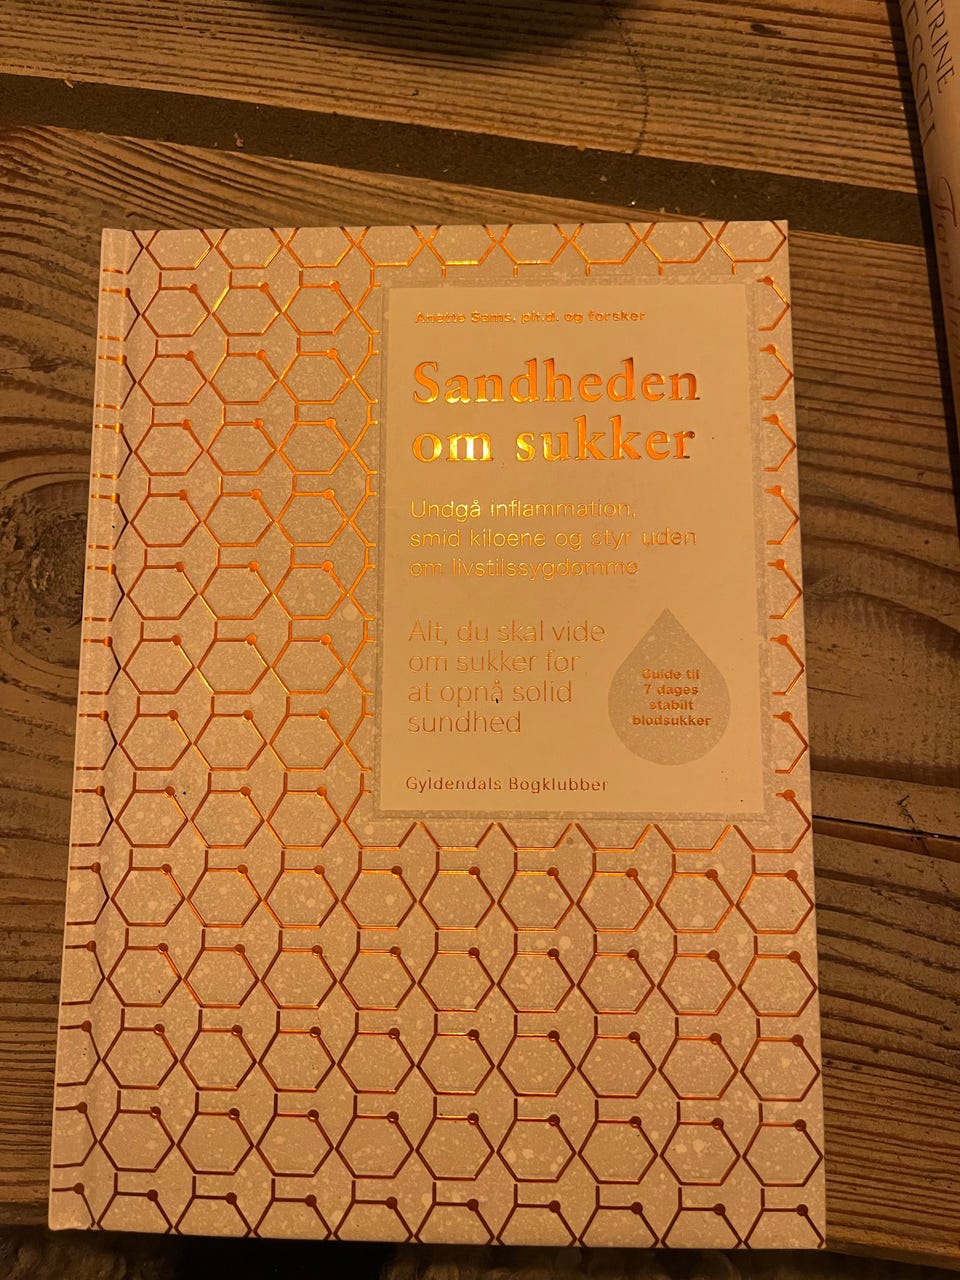 Anette Sams, ph.d. og forsker
Sandheden
om sukker
Undgå inflammation,
smid kiloene og styr uden
om livstilssygdomme
Alt, du skal vide
om sukker for
at opnå solid
sundhed
Guide til
7 dages
stabilt
blodsukker
Gyldendals Bogklubber